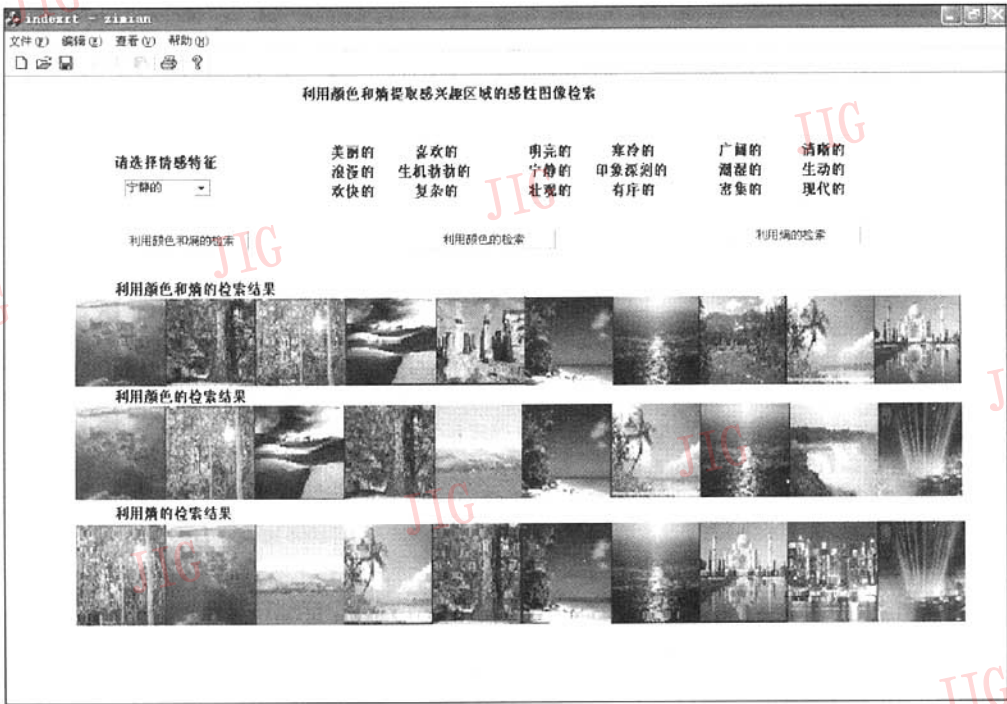 indexrt - zimian
文件(F) 编辑(E) 查看(V) 帮助(H)
利用颜色和熵提取感兴趣区域的感性图像检索
请选择情感特征
宁静的
美丽的 喜欢的 明亮的 寒冷的 广阔的 清晰的
浪漫的 生机勃勃的 宁静的 印象深刻的 潮湿的 生动的
欢快的 复杂的 壮观的 有序的 密集的 现代的
利用颜色和熵的检索 利用颜色的检索 利用熵的检索
利用颜色和熵的检索结果
利用颜色的检索结果
利用熵的检索结果
JIG
JIG
JIG
JIG
JIG
JIG
JIG